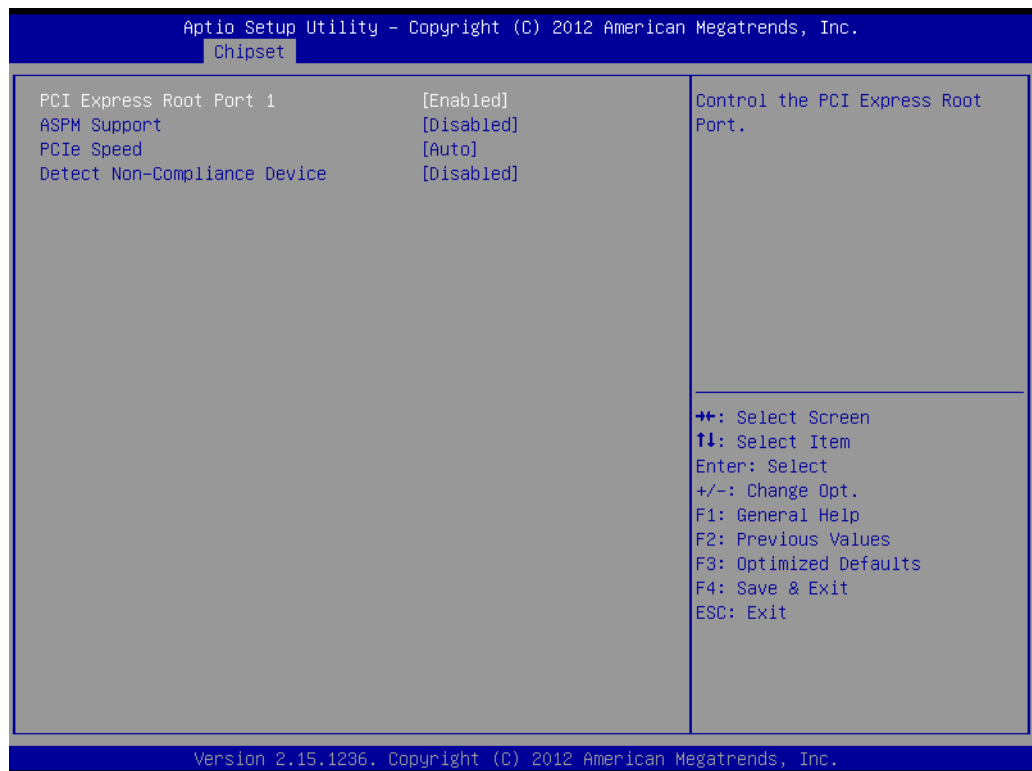 Aptio Setup Utility – Copyright (C) 2012 American Megatrends, Inc.
Chipset
PCI Express Root Port 1 [Enabled]
ASPM Support [Disabled]
PCIe Speed [Auto]
Detect Non-Compliance Device [Disabled]
Control the PCI Express Root
Port.
→←: Select Screen
↑↓: Select Item
Enter: Select
+/-: Change Opt.
F1: General Help
F2: Previous Values
F3: Optimized Defaults
F4: Save & Exit
ESC: Exit
Version 2.15.1236. Copyright (C) 2012 American Megatrends, Inc.